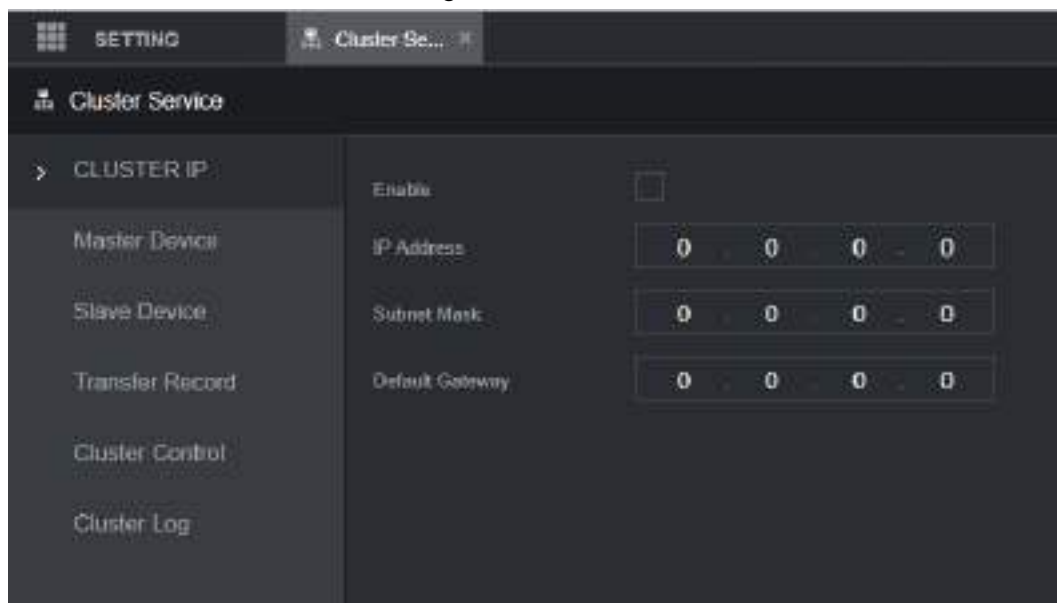 SETTING
Cluster Se...
Cluster Service
CLUSTER IP
Master Device
Slave Device
Transfer Record
Cluster Control
Cluster Log
Enable
IP Address 0 . 0 . 0 . 0
Subnet Mask 0 . 0 . 0 . 0
Default Gateway 0 . 0 . 0 . 0